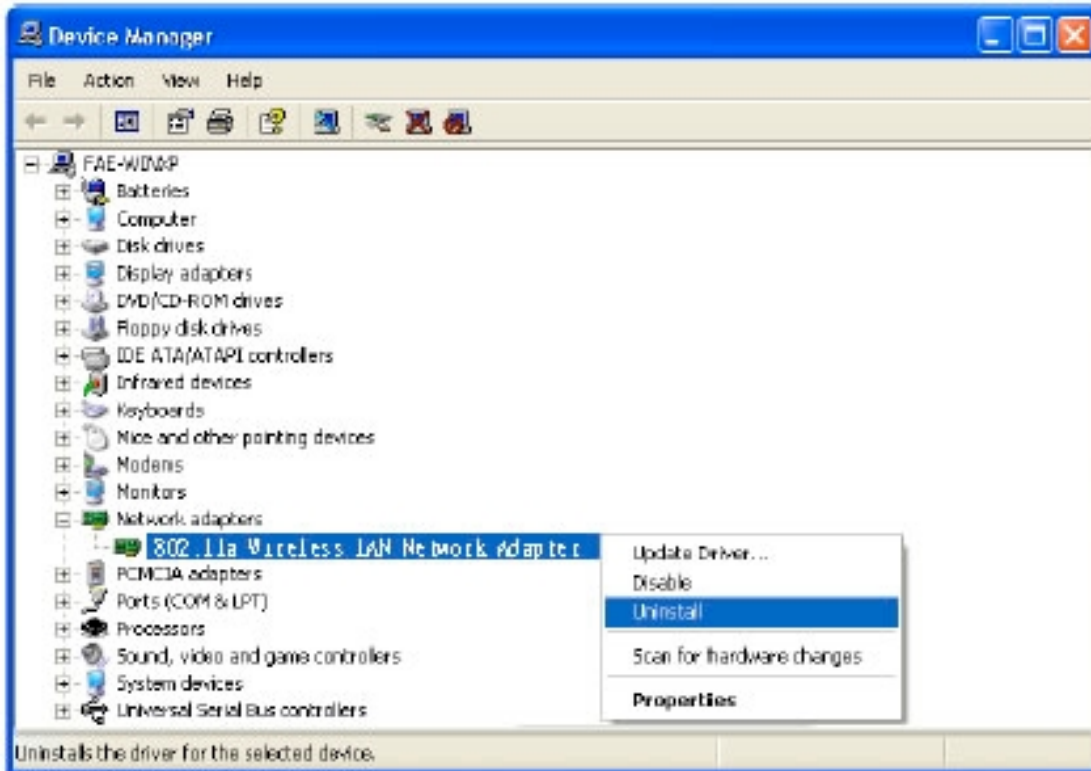 Device Manager
File Action View Help
FAE-WINXP
Batteries
Computer
Disk drives
Display adapters
DVD/CD-ROM drives
Floppy disk drives
IDE ATA/ATAPI controllers
Infrared devices
Keyboards
Mice and other pointing devices
Modems
Monitors
Network adapters
802.11a Wireless LAN Network Adapter
PCMCIA adapters
Ports (COM & LPT)
Processors
Sound, video and game controllers
System devices
Universal Serial Bus controllers
Update Driver...
Disable
Uninstall
Scan for hardware changes
Properties
Uninstalls the driver for the selected device.